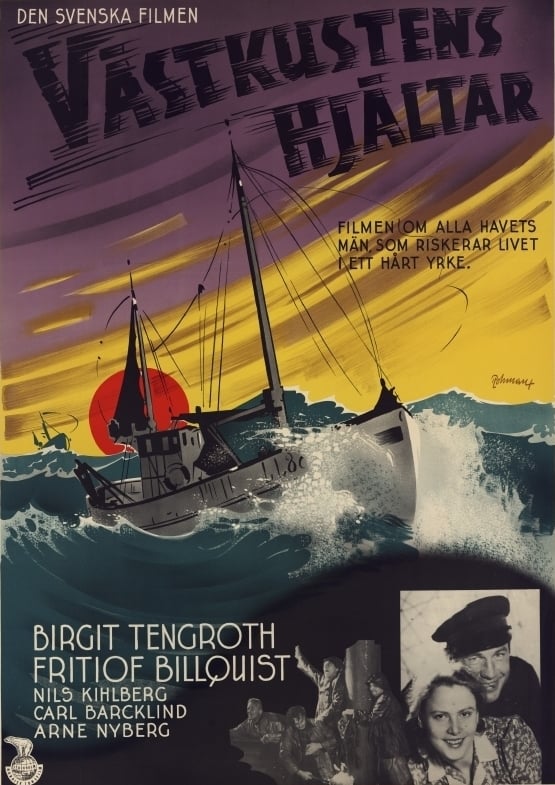 DEN SVENSKA FILMEN
VÄSTKUSTENS
HJÄLTAR
FILMEN OM ALLA HAVETS
MÄN, SOM RISKERAR LIVET
I ETT HÅRT YRKE.
Rohman
BIRGIT TENGROTH
FRITIOF BILLQUIST
NILS KIHLBERG
CARL BARCKLIND
ARNE NYBERG